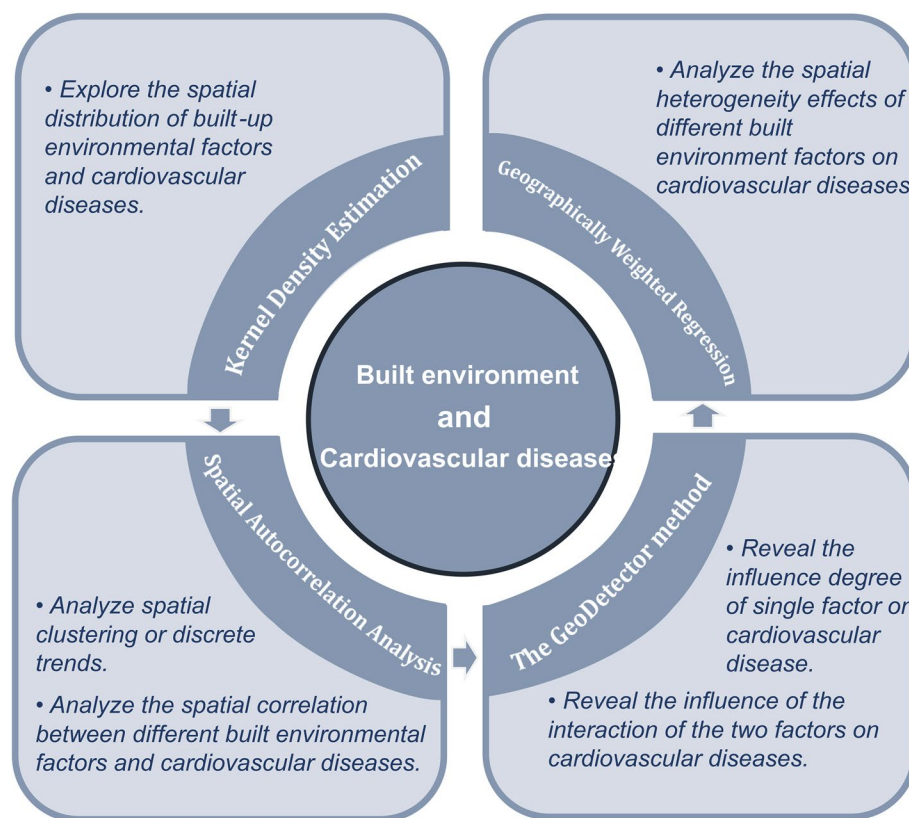 • Explore the spatial
distribution of built-up
environmental factors
and cardiovascular
diseases.
Kernel Density Estimation
• Analyze the spatial
heterogeneity effects of
different built
environment factors on
cardiovascular diseases
Geographically Weighted Regression
Built environment
and
Cardiovascular diseases
Spatial Autocorrelation Analysis
• Analyze spatial
clustering or discrete
trends.
• Analyze the spatial correlation
between different built environmental
factors and cardiovascular diseases.
The GeoDetector method
• Reveal the
influence degree
of single factor on
cardiovascular
disease.
• Reveal the influence of the
interaction of the two factors on
cardiovascular diseases.